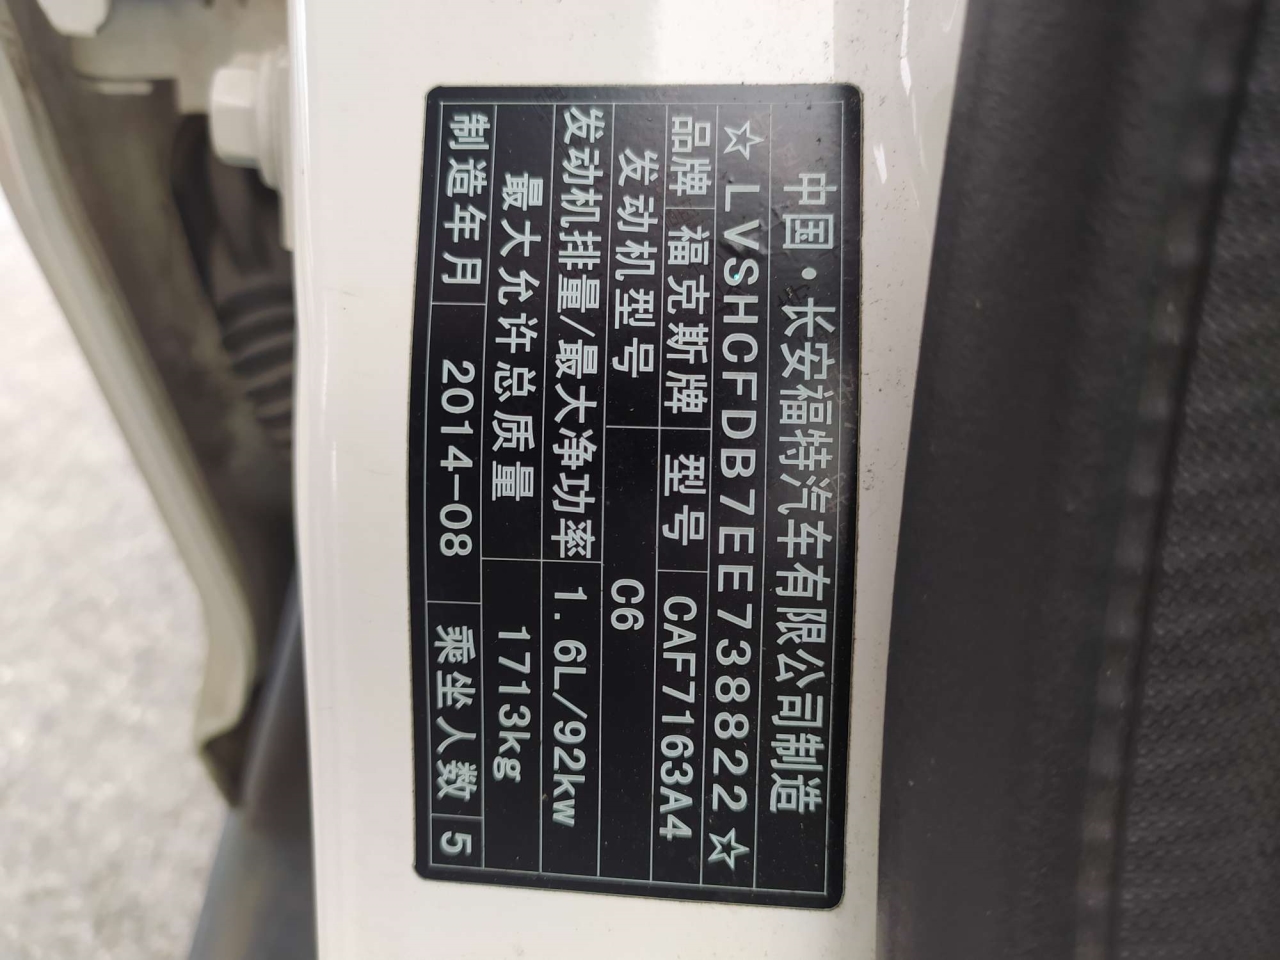 中国·长安福特汽车有限公司制造
☆LVSHCFDB7EE738822☆
品牌 福克斯牌 型号 CAF7163A4
发动机型号 C6
发动机排量/最大净功率 1.6L/92kw
最大允许总质量 1713kg
制造年月 2014-08 乘坐人数 5